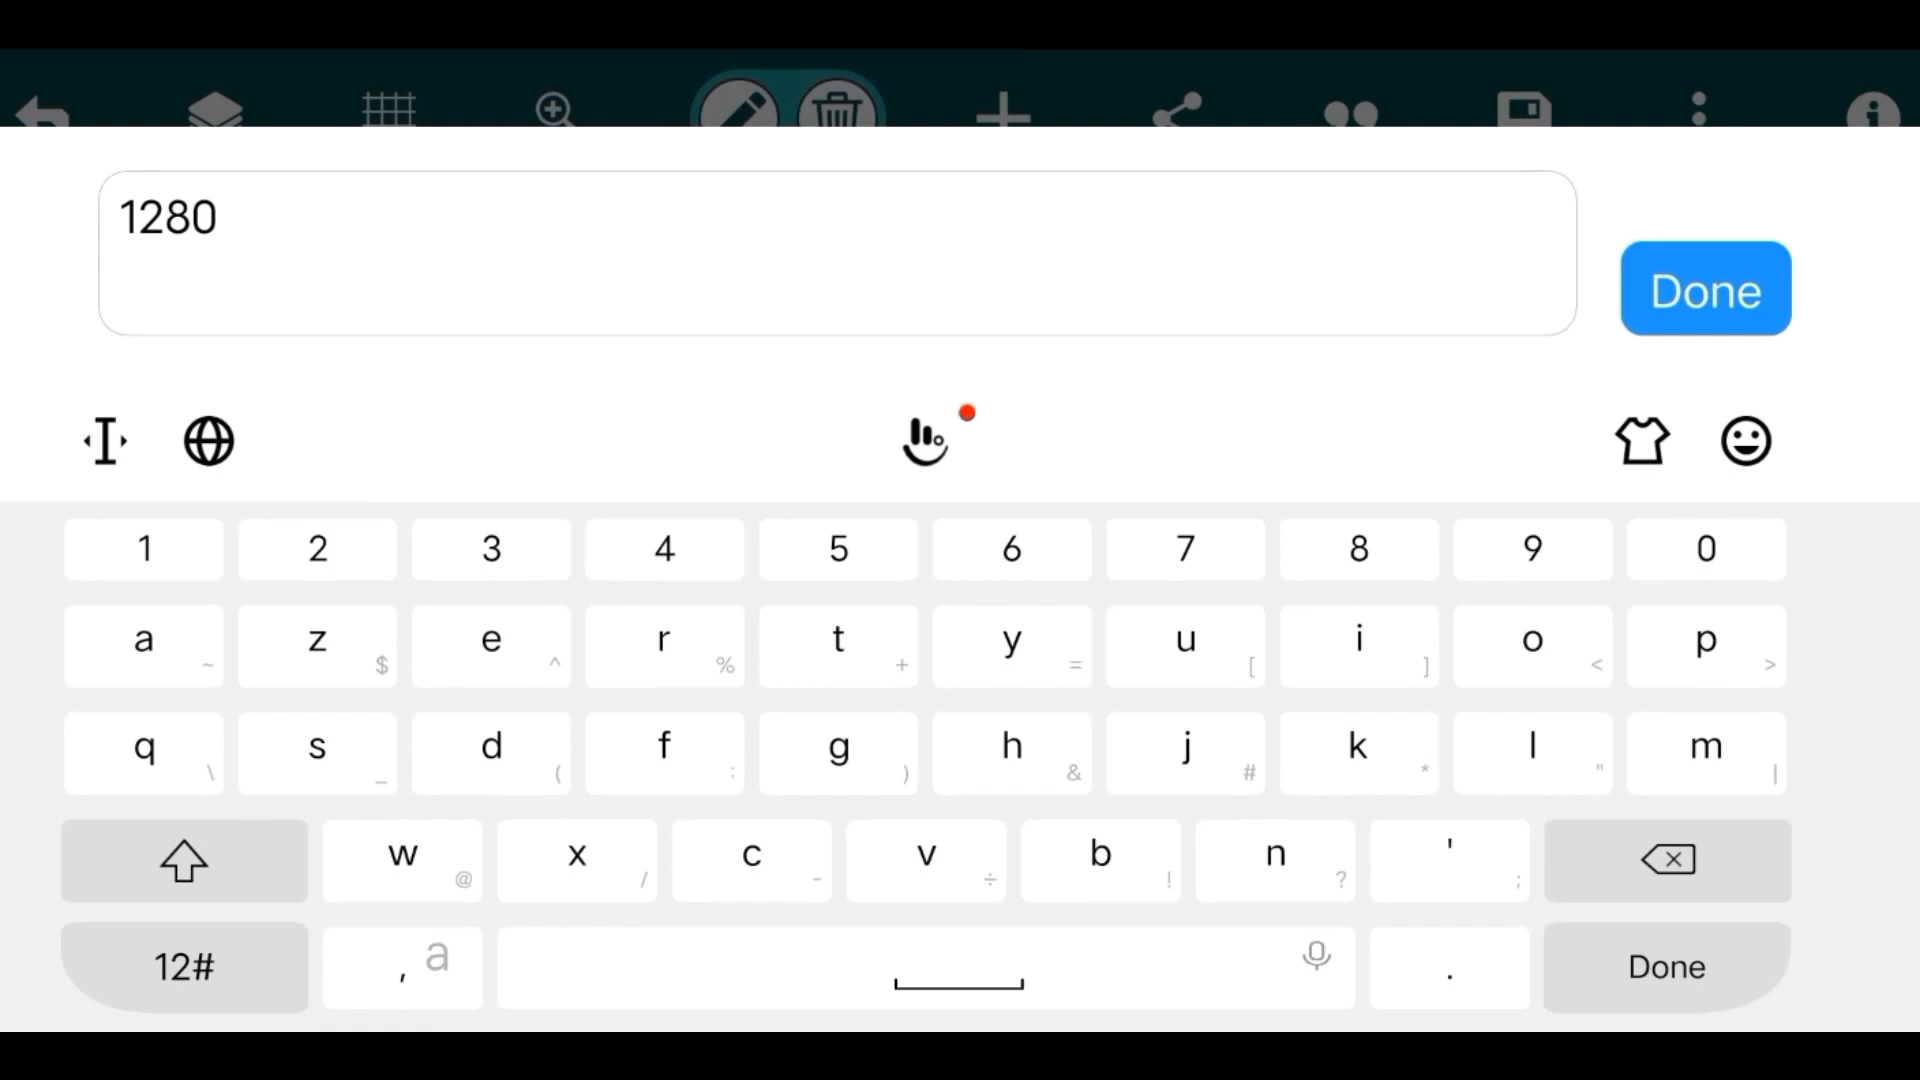 1280
Done
1 2 3 4 5 6 7 8 9 0
a ~ z $ e ^ r % t + y = u [ i ] o < p >
q \ s _ d ( f : g ) h & j # k * l " m |
w @ x / c - v ÷ b ! n ? ' ;
12# , a . Done